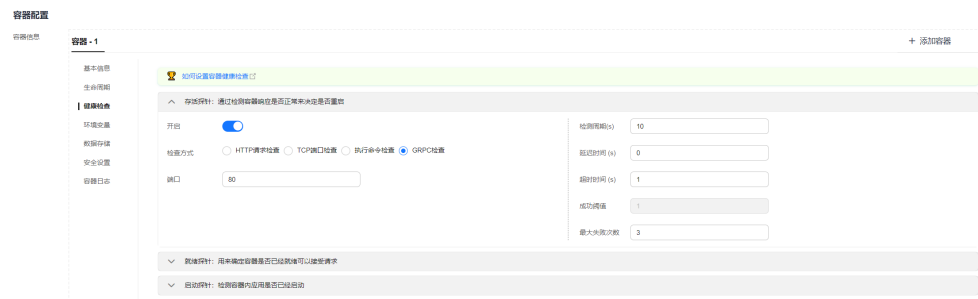 容器配置
容器信息
容器 - 1
+ 添加容器
基本信息
生命周期
健康检查
环境变量
数据存储
安全设置
容器日志
如何设置容器健康检查
存活探针：通过检测容器响应是否正常来决定是否重启
开启
检查方式
HTTP请求检查 TCP端口检查 执行命令检查 GRPC检查
端口 80
检测周期(s) 10
延迟时间 (s) 0
超时时间 (s) 1
成功阈值 1
最大失败次数 3
就绪探针：用来确定容器是否已经就绪可以接受请求
启动探针：检测容器内应用是否已经启动